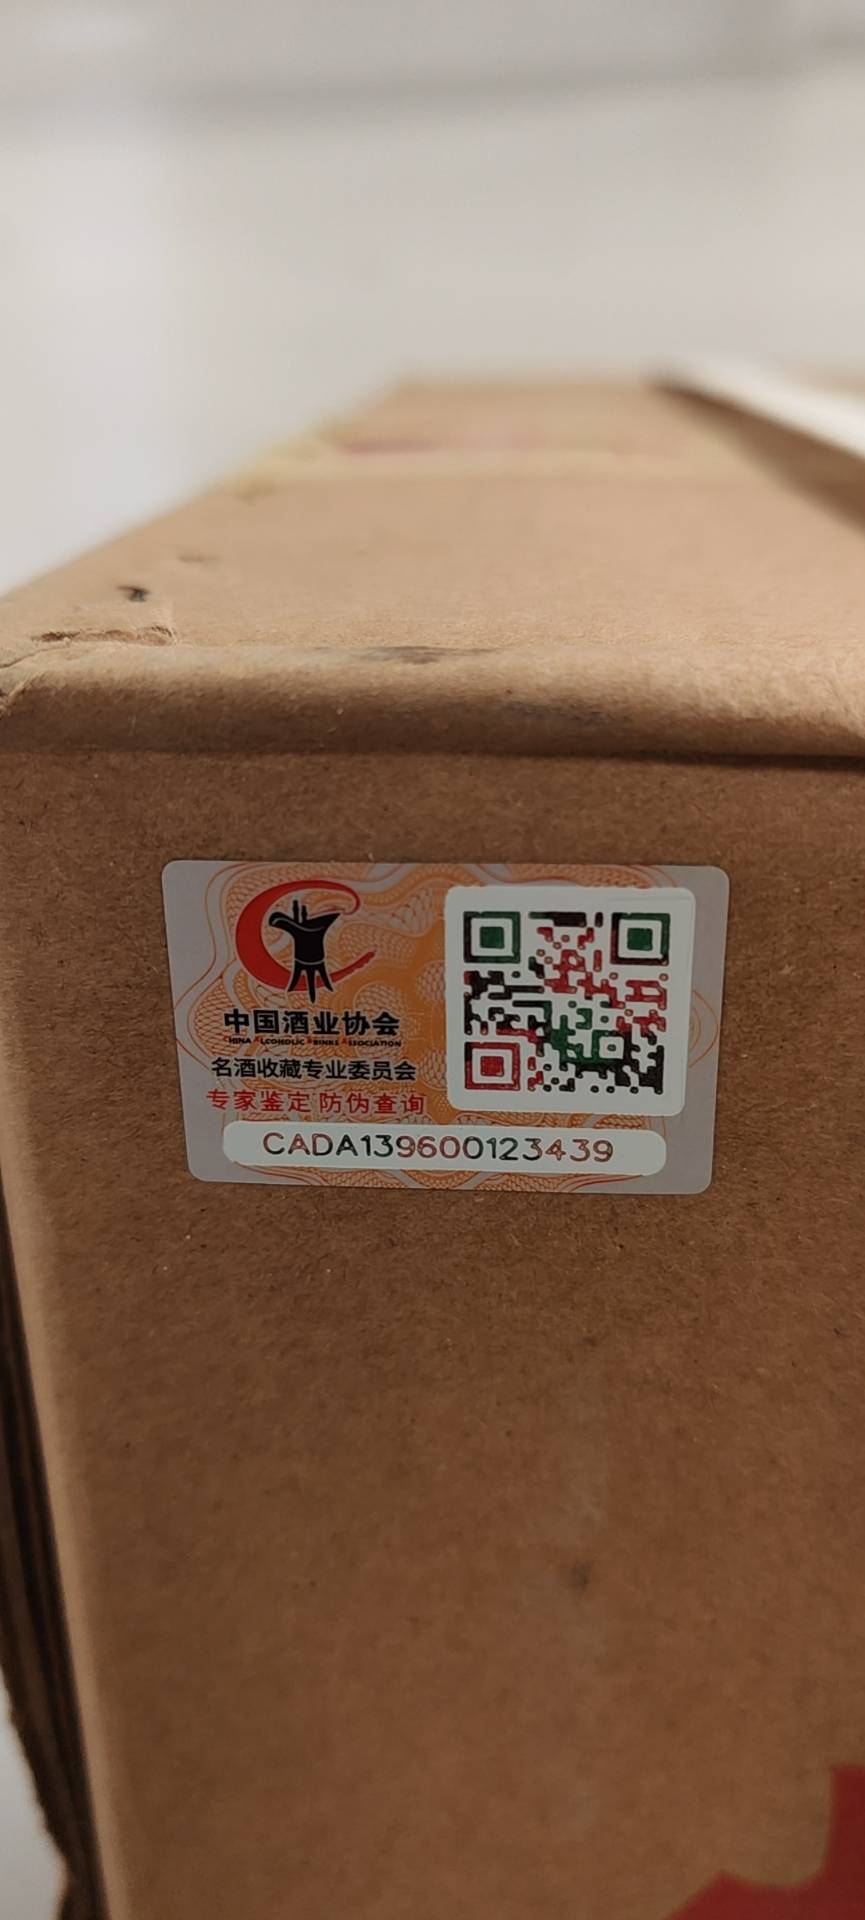 中国酒业协会
CHINA ALCOHOLIC DRINKS ASSOCIATION
名酒收藏专业委员会
专家鉴定 防伪查询
CADA139600123439